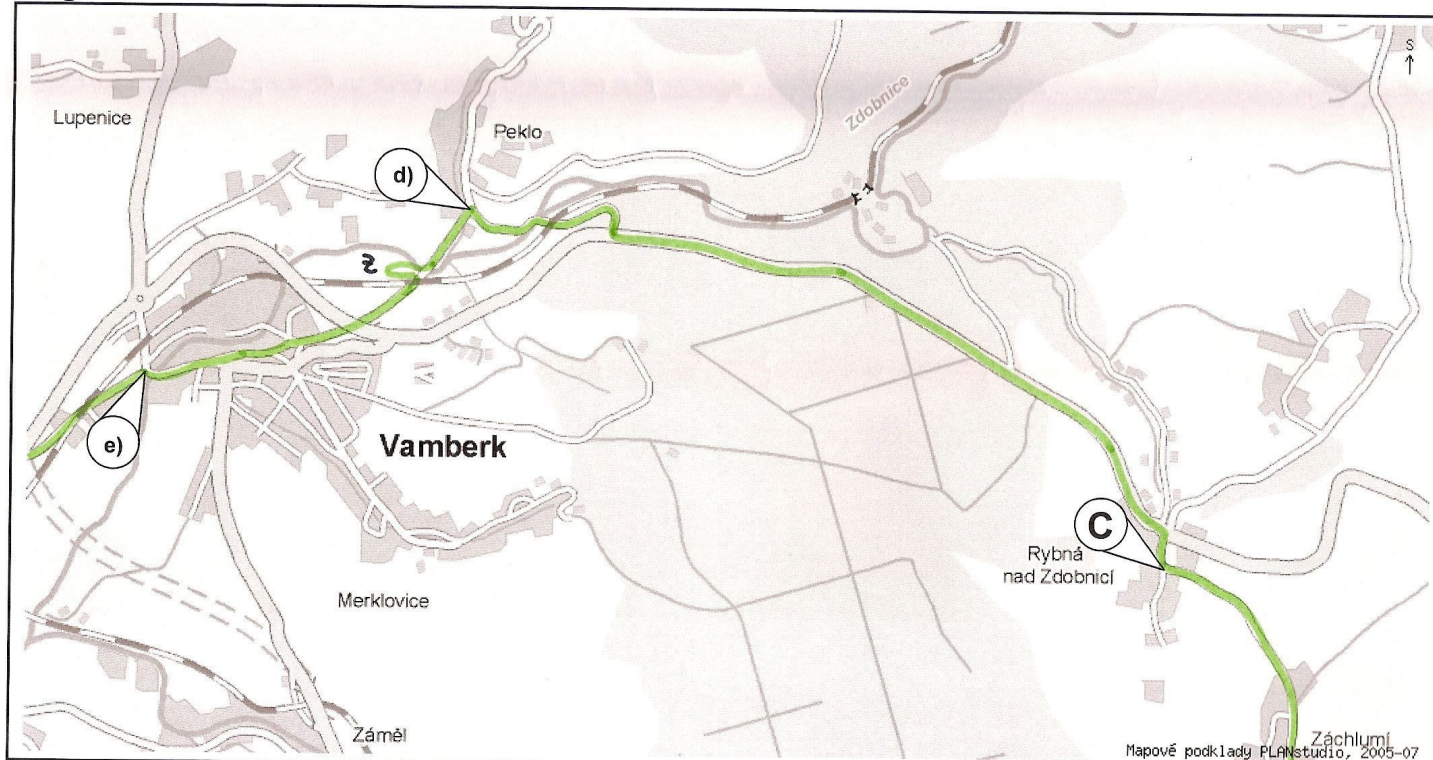 S
Lupenice
Peklo
Zdobnice
d)
Ž
Vamberk
e)
C
Rybná
nad Zdobnicí
Merklovice
Záměl
Záchlumí
Mapové podklady PLANstudio, 2005-07